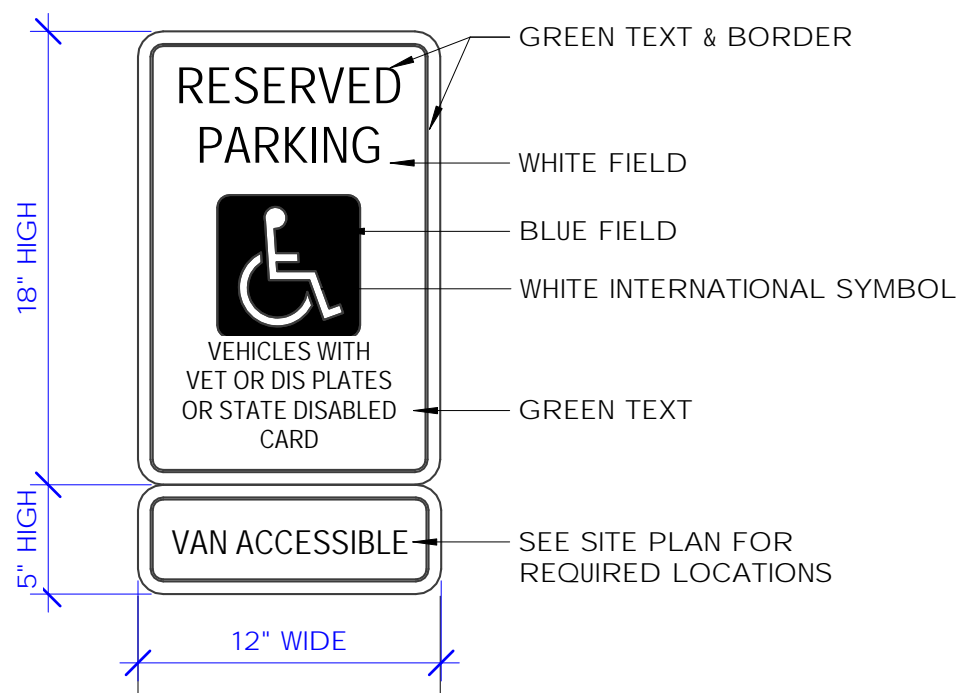 GREEN TEXT & BORDER
RESERVED
PARKING
WHITE FIELD
BLUE FIELD
WHITE INTERNATIONAL SYMBOL
VEHICLES WITH
VET OR DIS PLATES
OR STATE DISABLED
CARD
GREEN TEXT
18" HIGH
VAN ACCESSIBLE
SEE SITE PLAN FOR
REQUIRED LOCATIONS
5" HIGH
12" WIDE